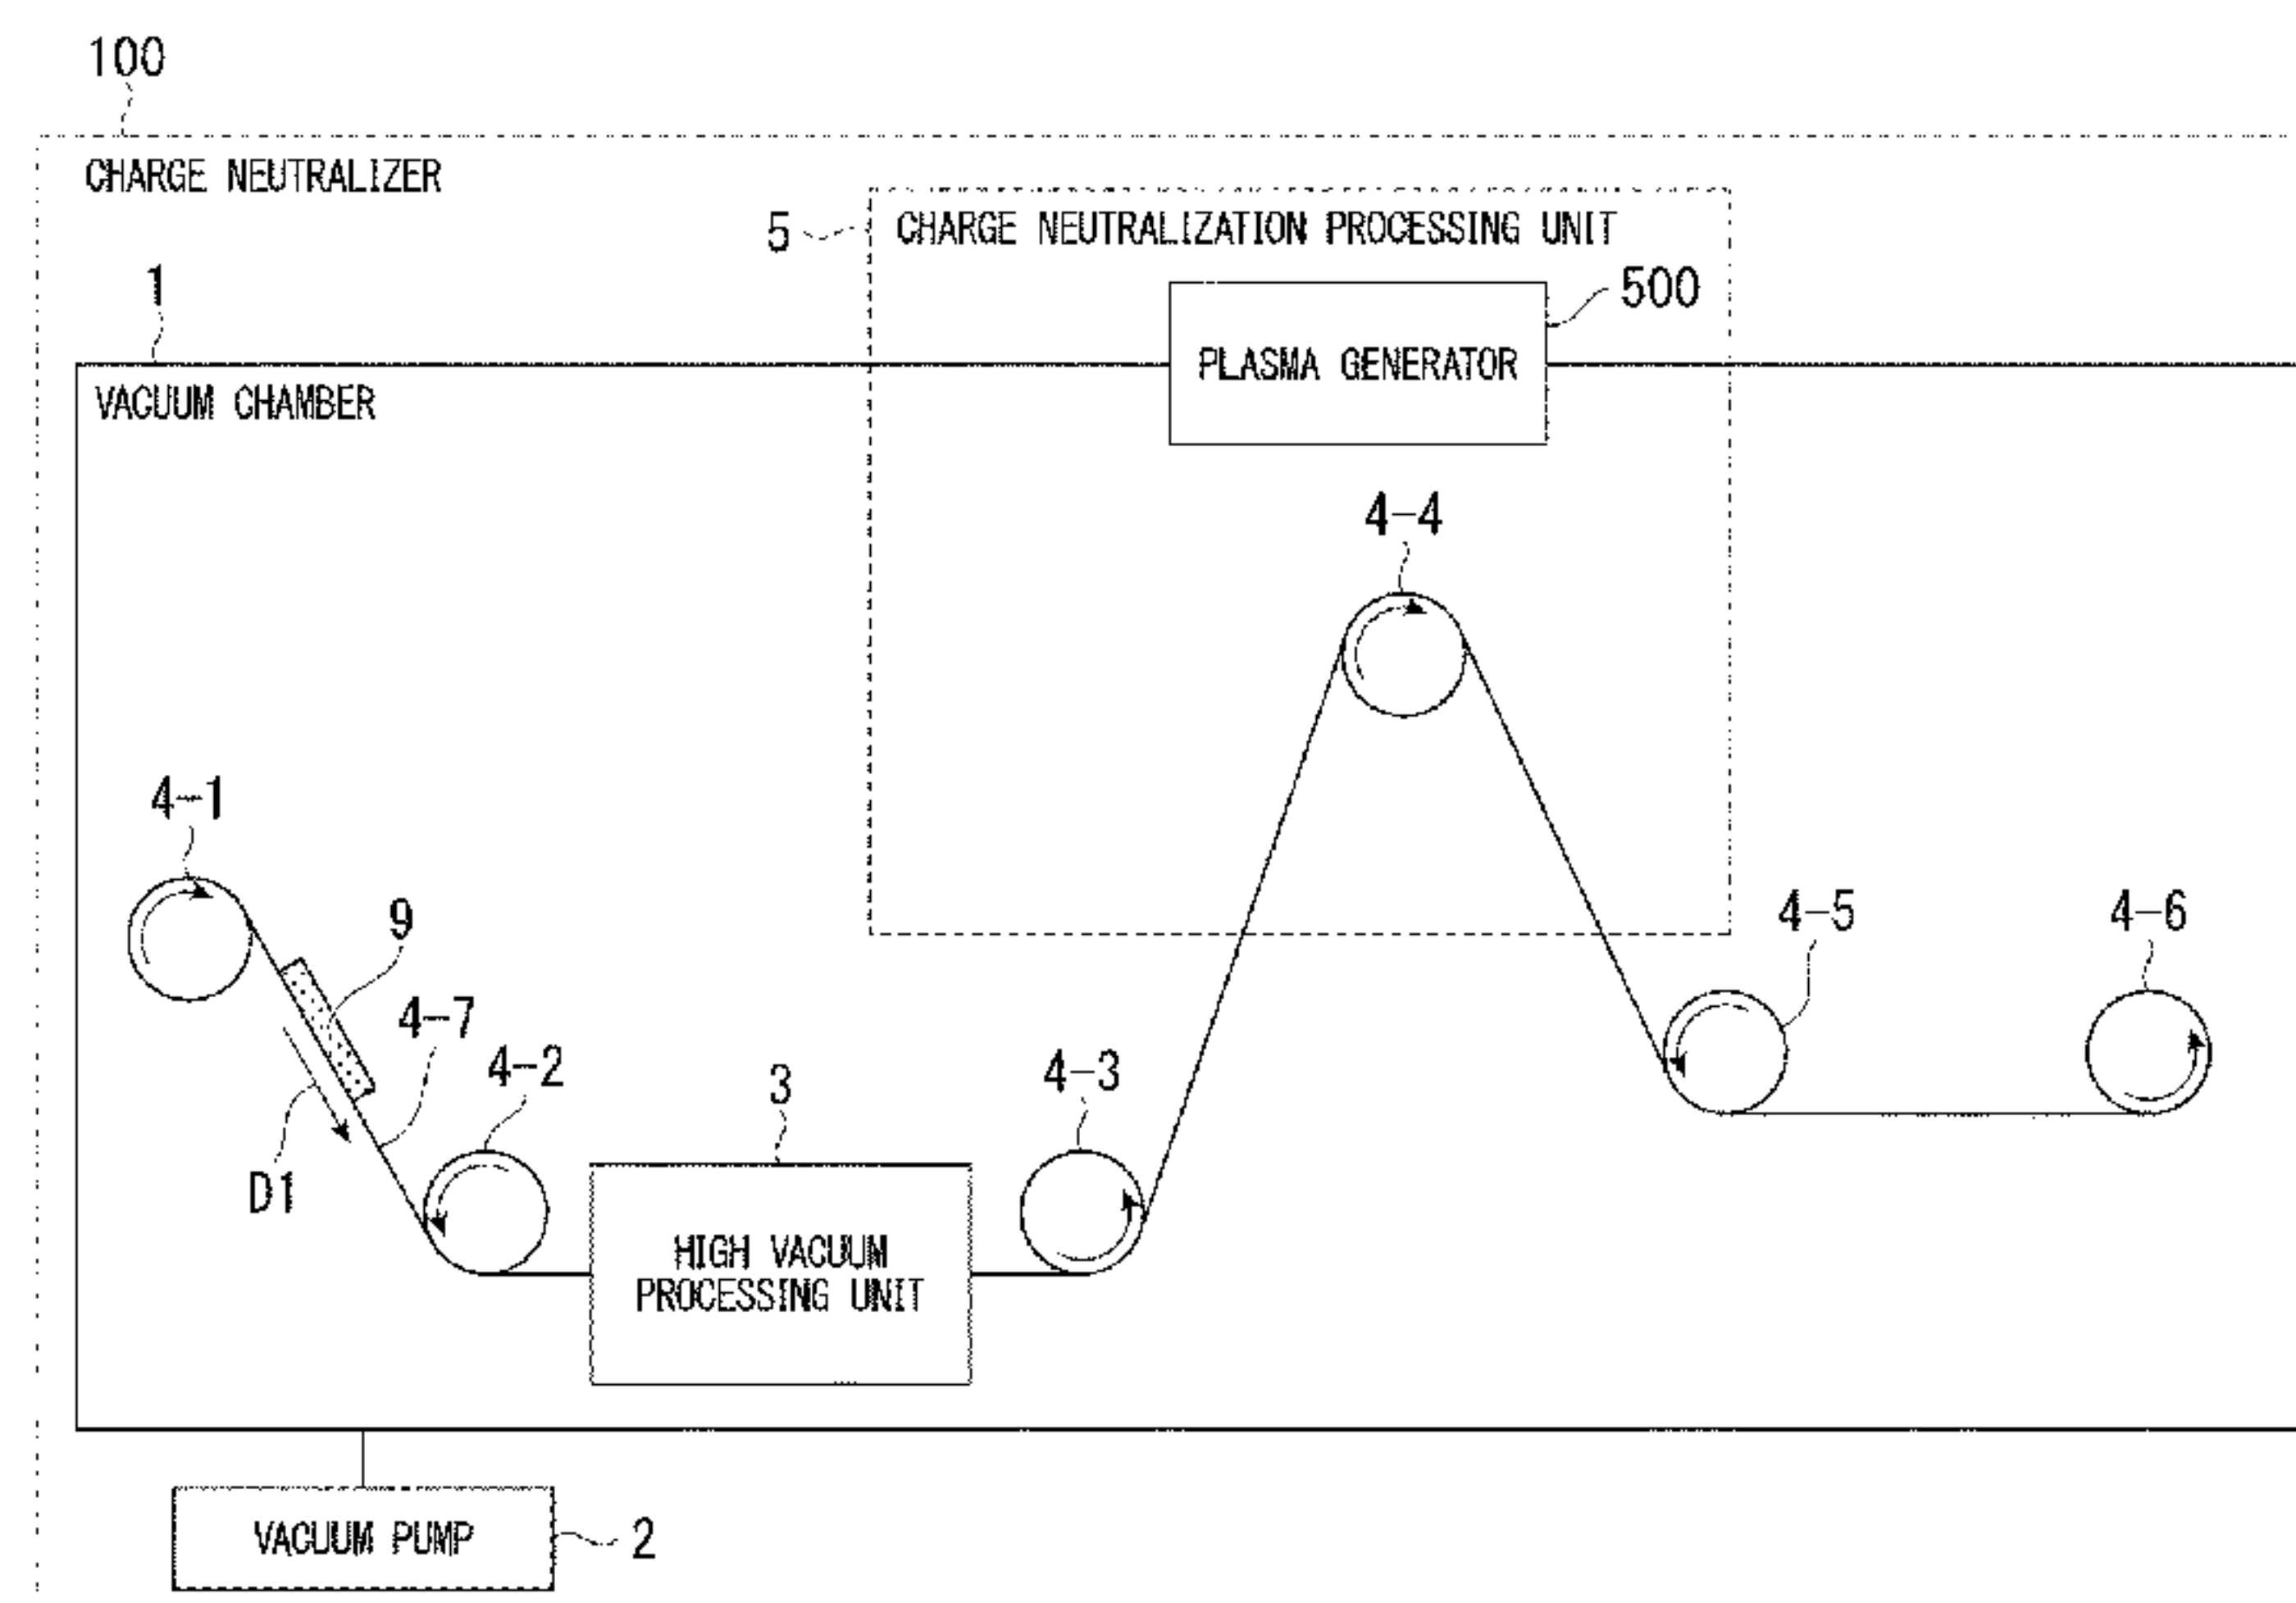 100
CHARGE NEUTRALIZER
5
CHARGE NEUTRALIZATION PROCESSING UNIT
1
500
PLASMA GENERATOR
VACUUM CHAMBER
4-4
4-1
9
4-5
4-6
4-7
4-2
3
4-3
D1
HIGH VACUUM
PROCESSING UNIT
VACUUM PUMP
2